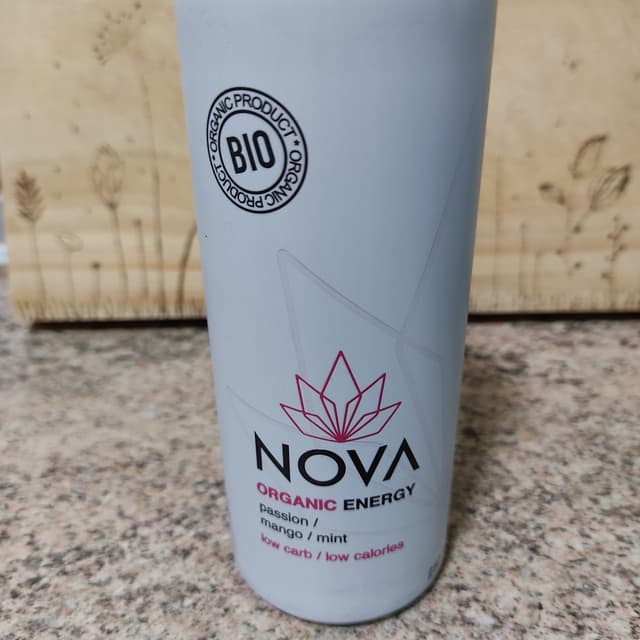 ORGANIC PRODUCT * ORGANIC PRODUCT *
BIO
NOVA
ORGANIC ENERGY
passion /
mango / mint
low carb / low calories